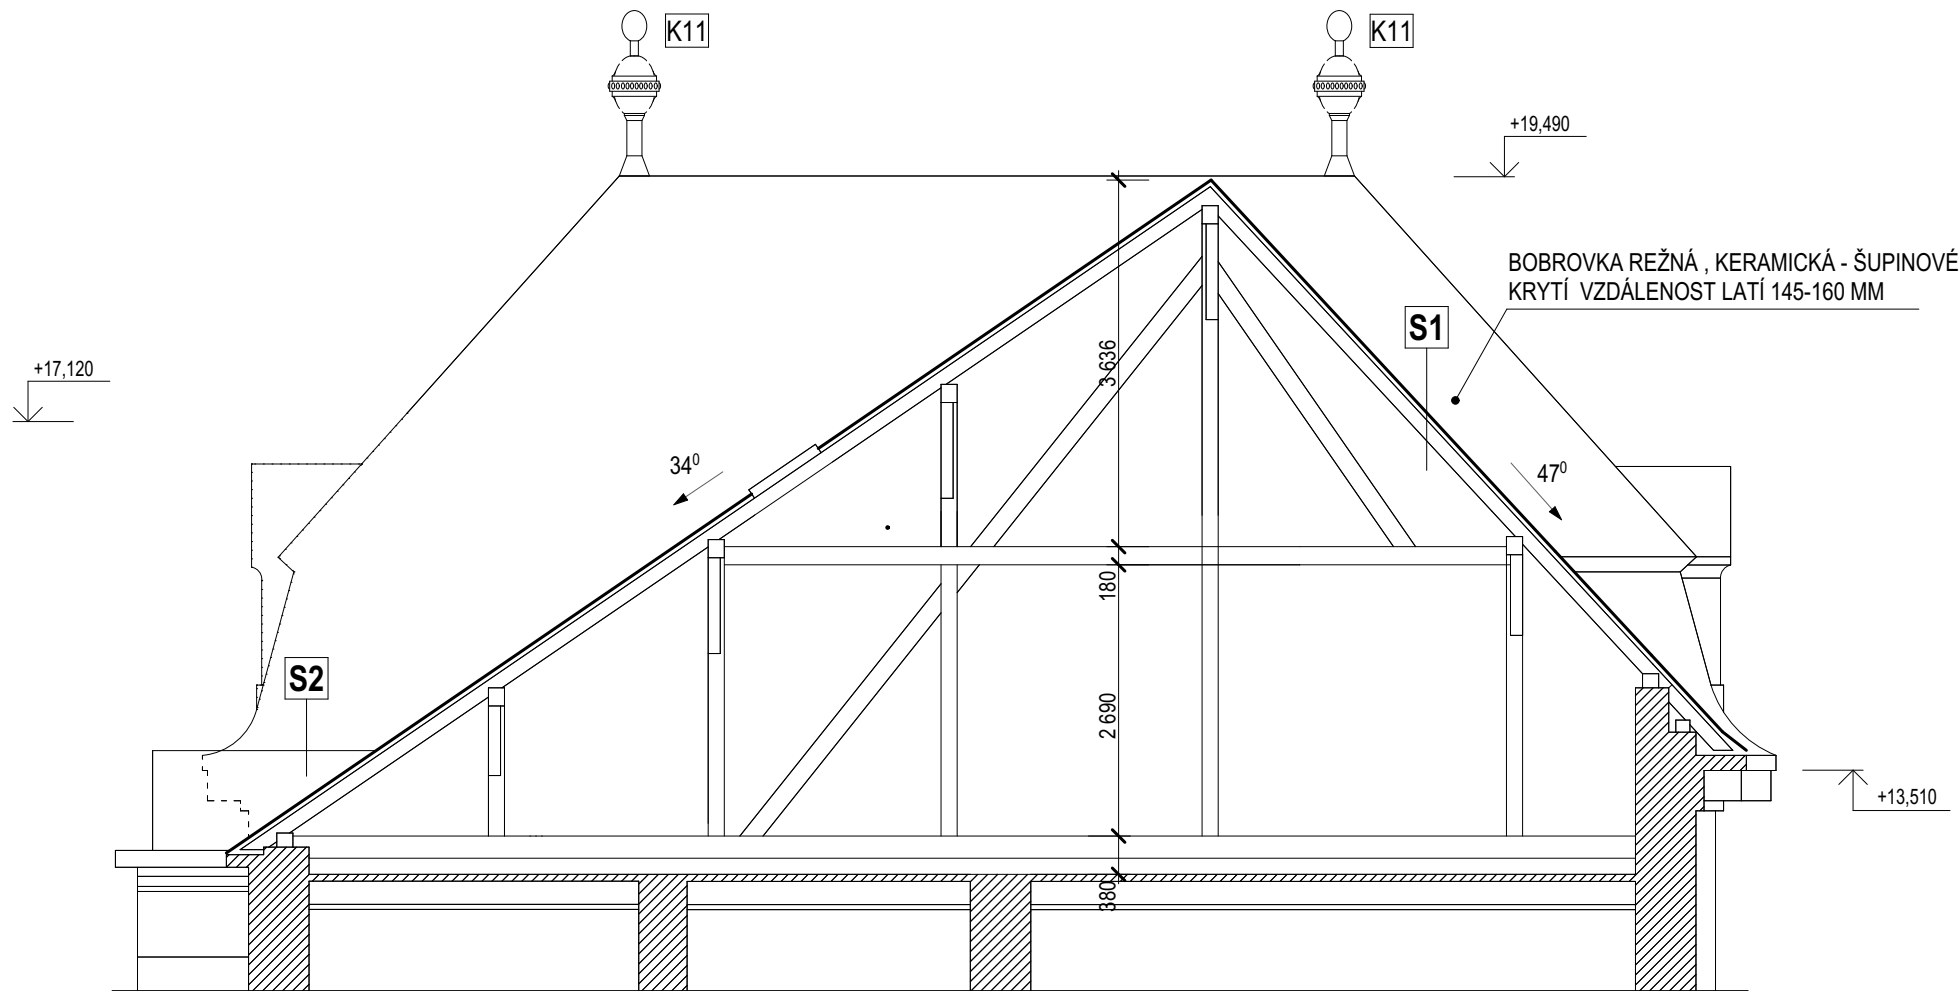 K11
K11
+19,490
BOBROVKA REŽNÁ , KERAMICKÁ - ŠUPINOVÉ
KRYTÍ VZDÁLENOST LATÍ 145-160 MM
S1
3 636
+17,120
34⁰
47⁰
180
S2
2 690
+13,510
380